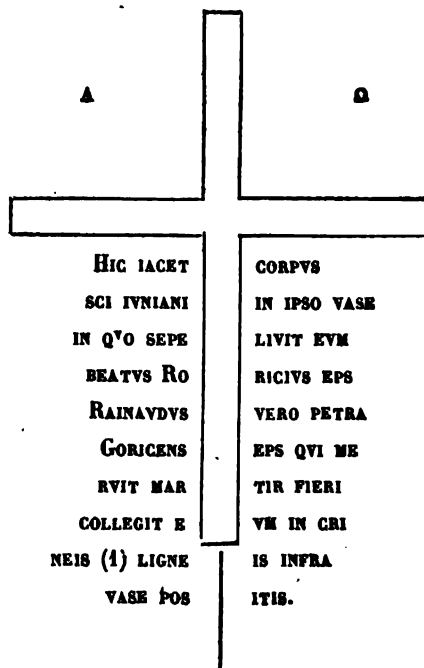 A Ω
HIC IACET CORPVS
SCI IVNIANI IN IPSO VASE
IN QVO SEPE LIVIT EVM
BEATVS RO RICIVS EPS
RAINAVDVS VERO PETRA
GORICENS EPS QVI ME
RVIT MAR TIR FIERI
COLLEGIT E VM IN CRI
NEIS (1) LIGNE IS INFRA
VASE POS ITIS.